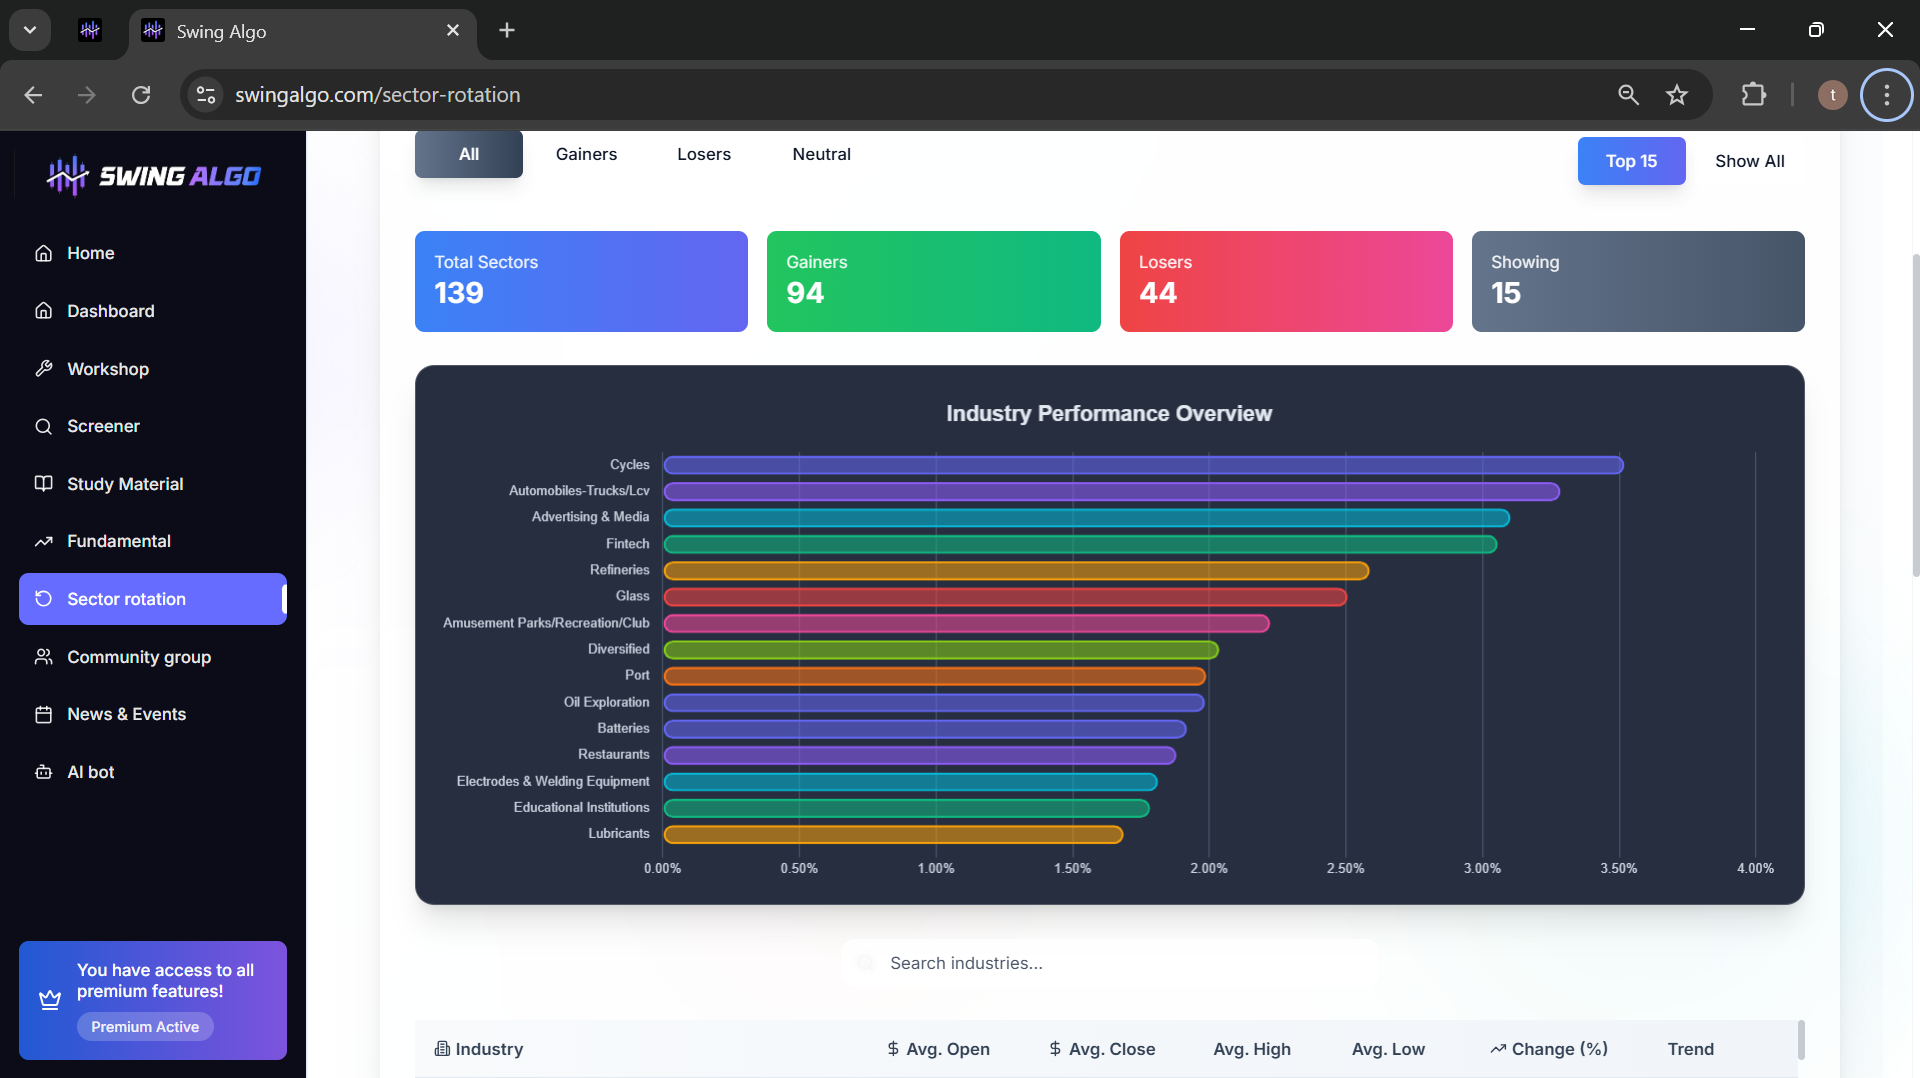 Swing Algo
swingalgo.com/sector-rotation
t
SWING ALGO
Home
Dashboard
Workshop
Screener
Study Material
Fundamental
Sector rotation
Community group
News & Events
AI bot
You have access to all
premium features!
Premium Active
All Gainers Losers Neutral
Top 15 Show All
Total Sectors
139
Gainers
94
Losers
44
Showing
15
Industry Performance Overview
Cycles
Automobiles-Trucks/Lcv
Advertising & Media
Fintech
Refineries
Glass
Amusement Parks/Recreation/Club
Diversified
Port
Oil Exploration
Batteries
Restaurants
Electrodes & Welding Equipment
Educational Institutions
Lubricants
0.00% 0.50% 1.00% 1.50% 2.00% 2.50% 3.00% 3.50% 4.00%
Search industries...
Industry $ Avg. Open $ Avg. Close Avg. High Avg. Low Change (%) Trend